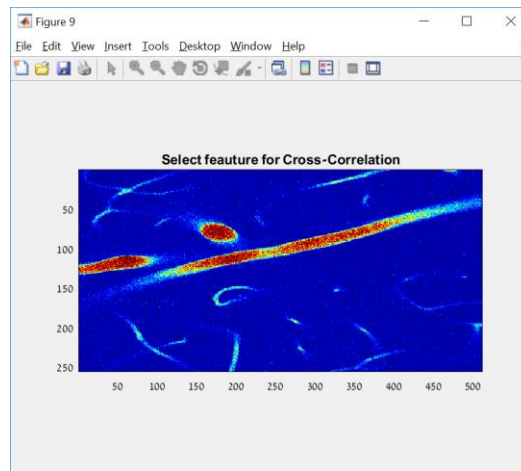 Figure 9
File Edit View Insert Tools Desktop Window Help
Select feauture for Cross-Correlation
50
100
150
200
250
50 100 150 200 250 300 350 400 450 500